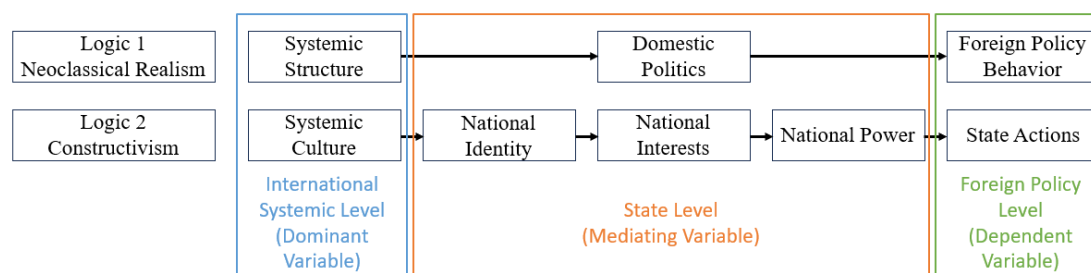 Logic 1
Neoclassical Realism
Systemic
Structure
Domestic
Politics
Foreign Policy
Behavior
Logic 2
Constructivism
Systemic
Culture
National
Identity
National
Interests
National Power
State Actions
International
Systemic Level
(Dominant
Variable)
State Level
(Mediating Variable)
Foreign Policy
Level
(Dependent
Variable)